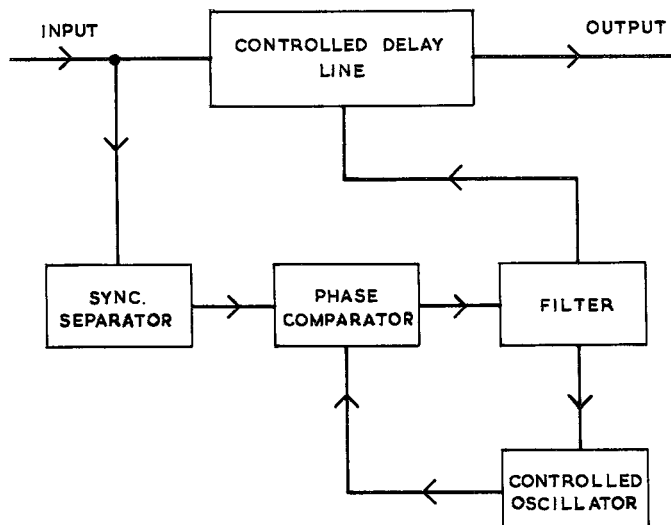 INPUT
CONTROLLED DELAY
LINE
OUTPUT
SYNC.
SEPARATOR
PHASE
COMPARATOR
FILTER
CONTROLLED
OSCILLATOR